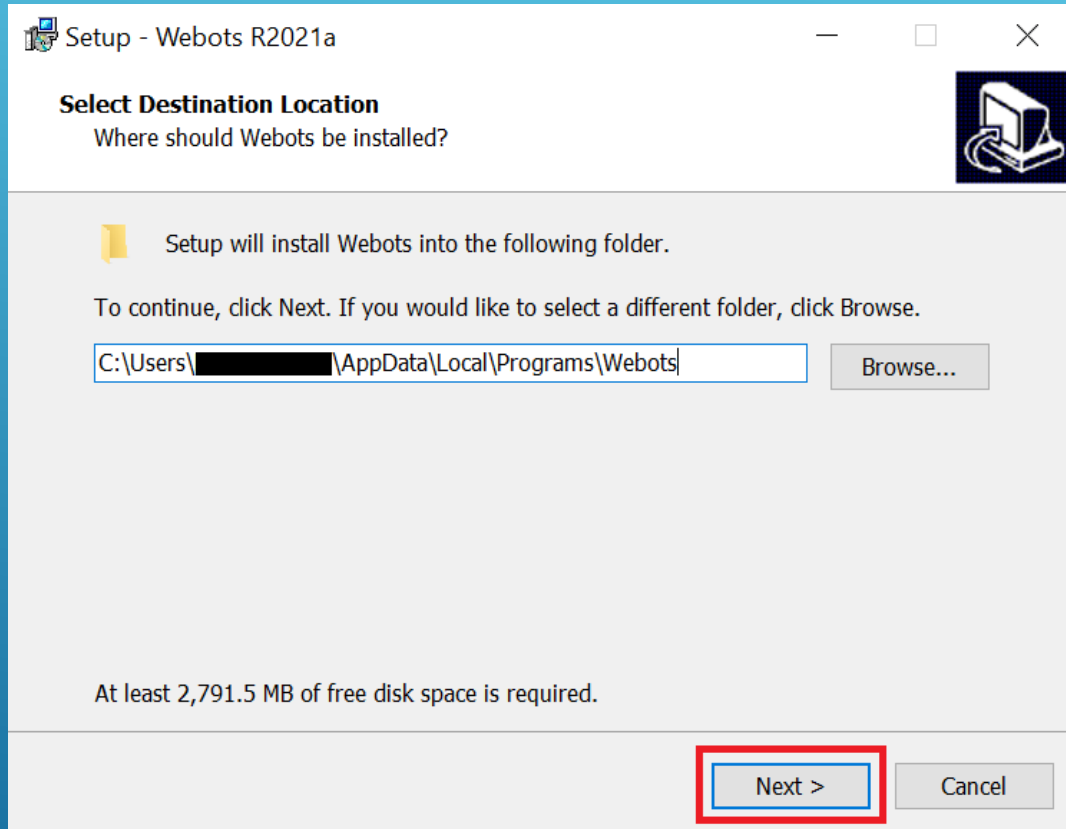 Setup - Webots R2021a
Select Destination Location
Where should Webots be installed?
Setup will install Webots into the following folder.
To continue, click Next. If you would like to select a different folder, click Browse.
C:\Users\ \AppData\Local\Programs\Webots
Browse...
At least 2,791.5 MB of free disk space is required.
Next >
Cancel